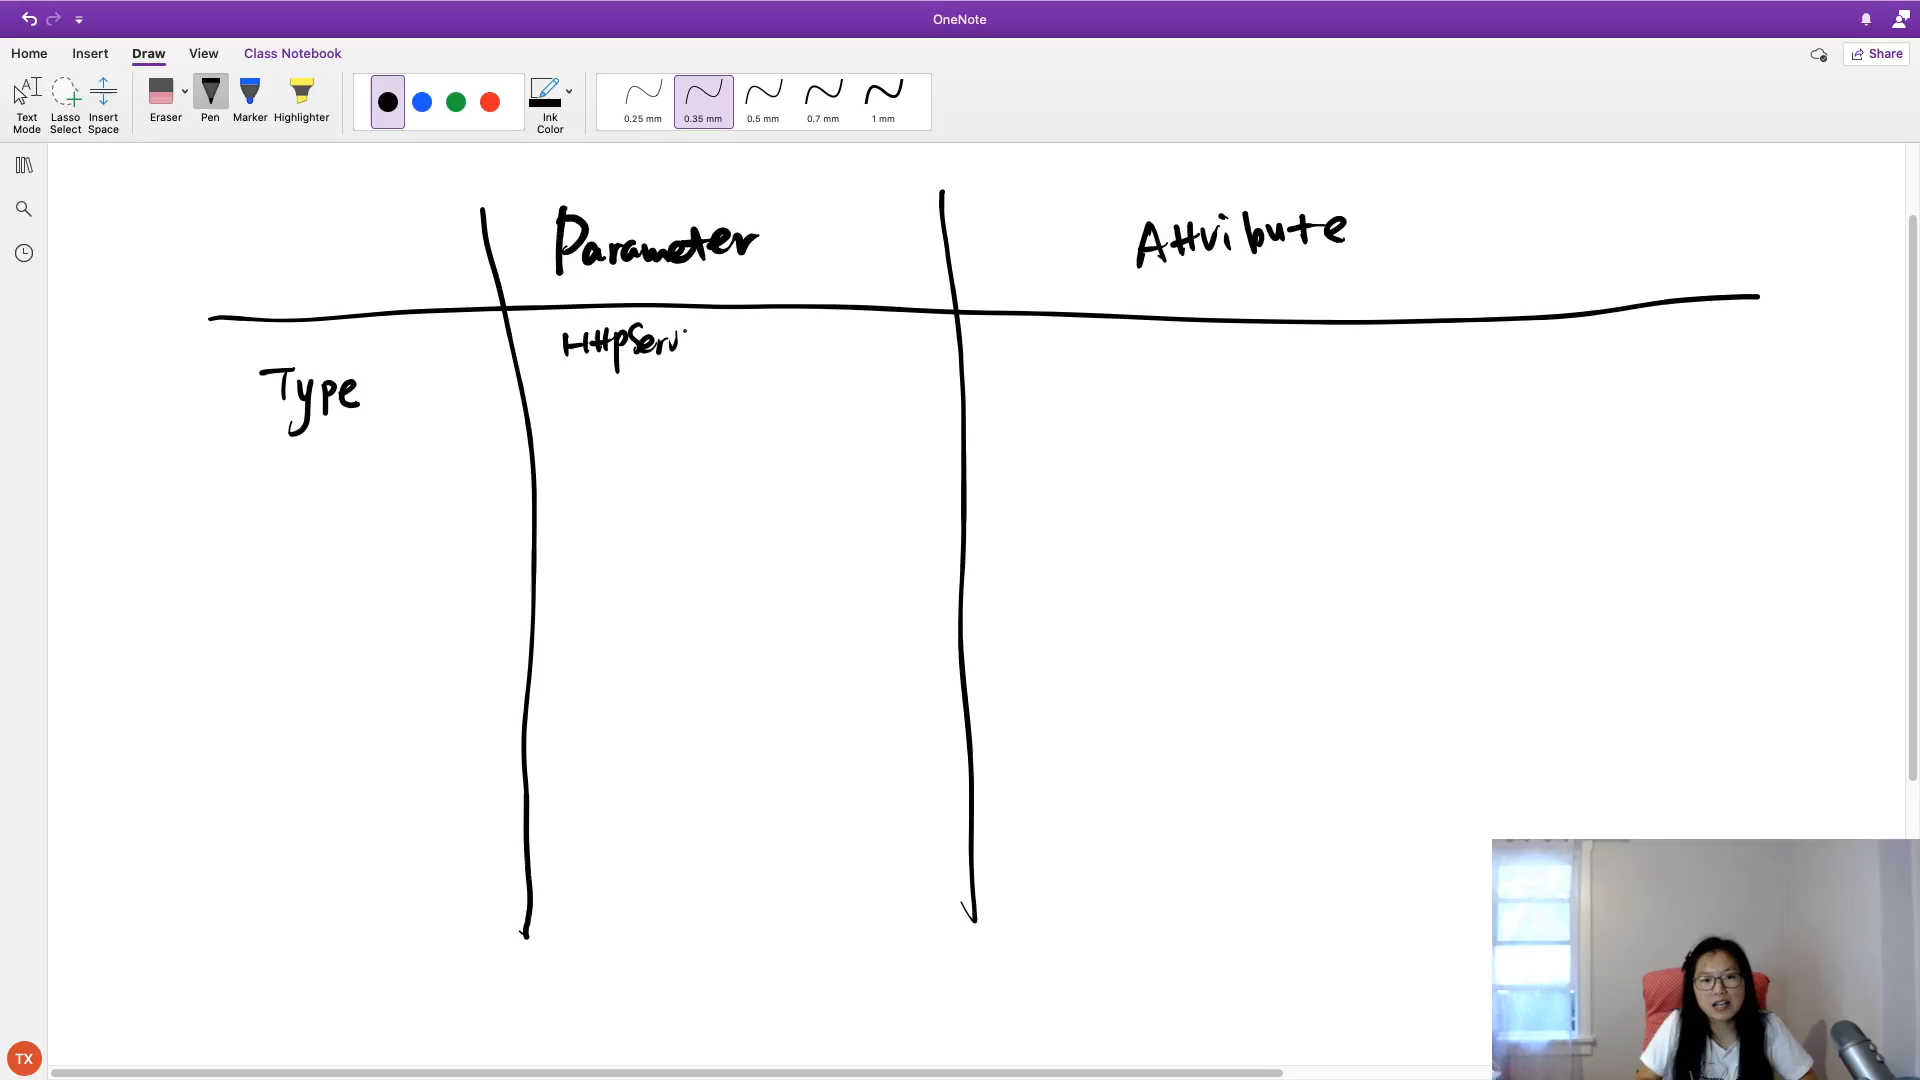 OneNote
Home Insert Draw View Class Notebook
Share
Text Mode
Lasso Select
Insert Space
Eraser
Pen
Marker
Highlighter
Ink Color
0.25 mm
0.35 mm
0.5 mm
0.7 mm
1 mm
Parameter
Attribute
HttpServ
Type
TX